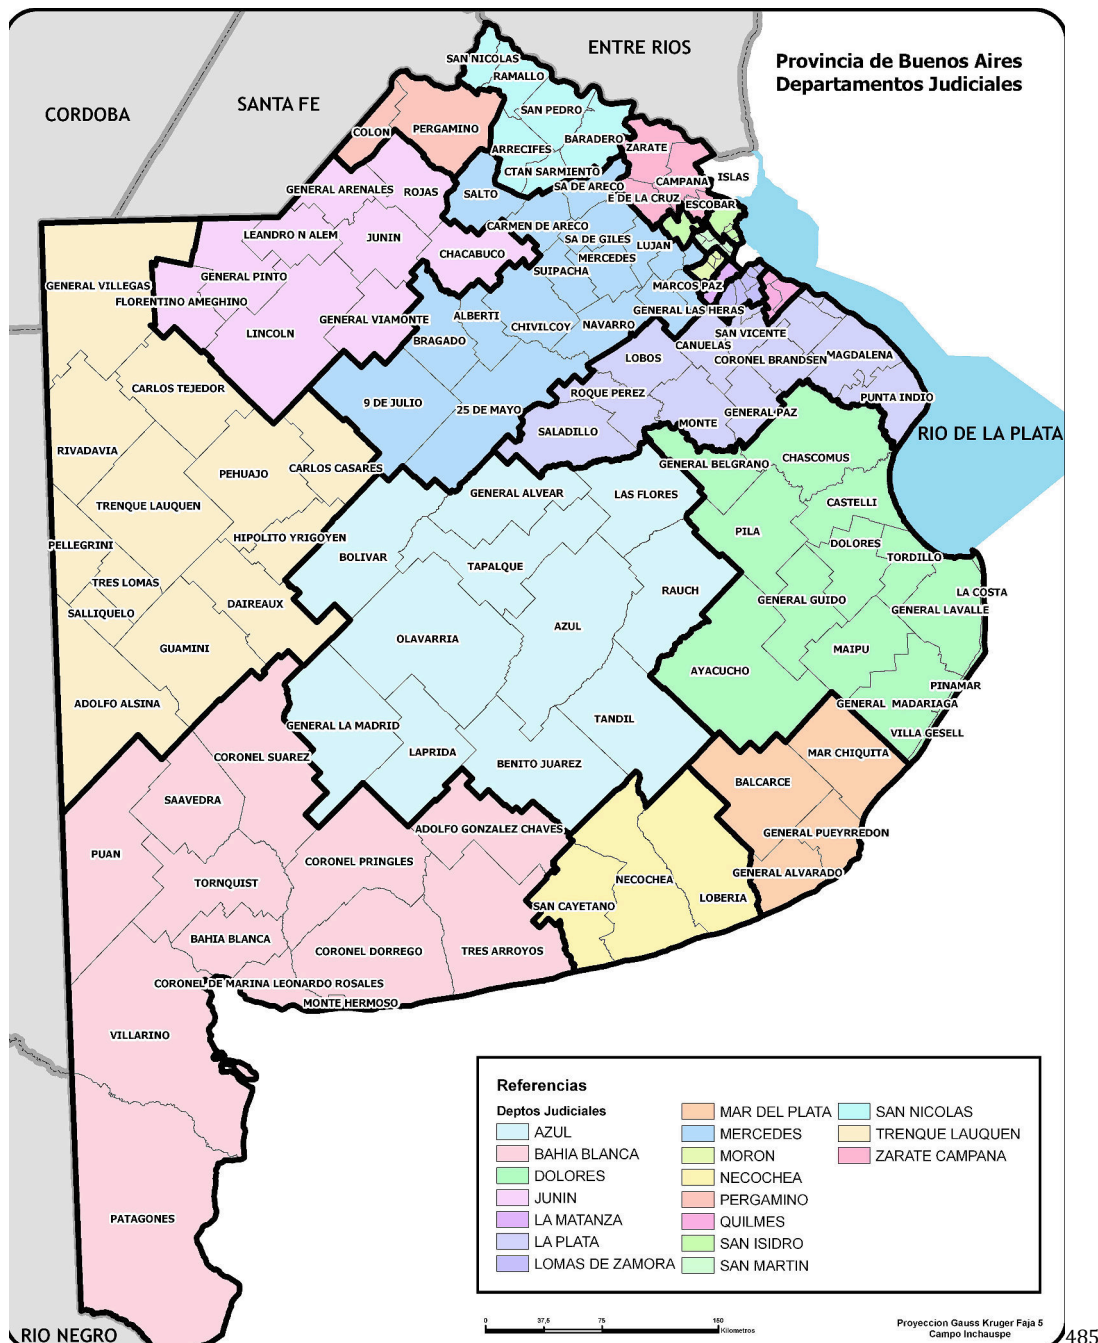 ENTRE RIOS
Provincia de Buenos Aires
Departamentos Judiciales
CORDOBA
SANTA FE
SAN NICOLAS
RAMALLO
SAN PEDRO
COLON
PERGAMINO
BARADERO
ARRECIFES
ZARATE
CTAN SARMIENTO
ISLAS
CAMPANA
SA DE ARECO
GENERAL ARENALES
ROJAS
SALTO
E DE LA CRUZ
ESCOBAR
CARMEN DE ARECO
LEANDRO N ALEM
JUNIN
SA DE GILES
LUJAN
CHACABUCO
MERCEDES
SUIPACHA
GENERAL PINTO
GENERAL VILLEGAS
MARCOS PAZ
FLORENTINO AMEGHINO
GENERAL LAS HERAS
ALBERTI
GENERAL VIAMONTE
CHIVILCOY
NAVARRO
LINCOLN
SAN VICENTE
BRAGADO
CANUELAS
LOBOS
CORONEL BRANDSEN
MAGDALENA
CARLOS TEJEDOR
ROQUE PEREZ
PUNTA INDIO
9 DE JULIO
25 DE MAYO
GENERAL PAZ
MONTE
SALADILLO
RIO DE LA PLATA
RIVADAVIA
CHASCOMUS
GENERAL BELGRANO
PEHUAJO
CARLOS CASARES
GENERAL ALVEAR
LAS FLORES
CASTELLI
TRENQUE LAUQUEN
PILA
HIPOLITO YRIGOYEN
DOLORES
PELLEGRINI
BOLIVAR
TORDILLO
TAPALQUE
TRES LOMAS
RAUCH
LA COSTA
GENERAL GUIDO
DAIREAUX
GENERAL LAVALLE
SALLIQUELO
AZUL
OLAVARRIA
GUAMINI
MAIPU
AYACUCHO
PINAMAR
ADOLFO ALSINA
GENERAL MADARIAGA
TANDIL
GENERAL LA MADRID
VILLA GESELL
LAPRIDA
MAR CHIQUITA
CORONEL SUAREZ
BENITO JUAREZ
BALCARCE
SAAVEDRA
ADOLFO GONZALEZ CHAVES
GENERAL PUEYRREDON
PUAN
CORONEL PRINGLES
GENERAL ALVARADO
NECOCHEA
TORNQUIST
LOBERIA
SAN CAYETANO
BAHIA BLANCA
CORONEL DORREGO
TRES ARROYOS
CORONEL DE MARINA LEONARDO ROSALES
MONTE HERMOSO
VILLARINO
PATAGONES
RIO NEGRO
Referencias
Deptos Judiciales
AZUL
BAHIA BLANCA
DOLORES
JUNIN
LA MATANZA
LA PLATA
LOMAS DE ZAMORA
MAR DEL PLATA
MERCEDES
MORON
NECOCHEA
PERGAMINO
QUILMES
SAN ISIDRO
SAN MARTIN
SAN NICOLAS
TRENQUE LAUQUEN
ZARATE CAMPANA
0 37,5 75 150
Kilometros
Proyeccion Gauss Kruger Faja 5
Campo Inchauspe
485